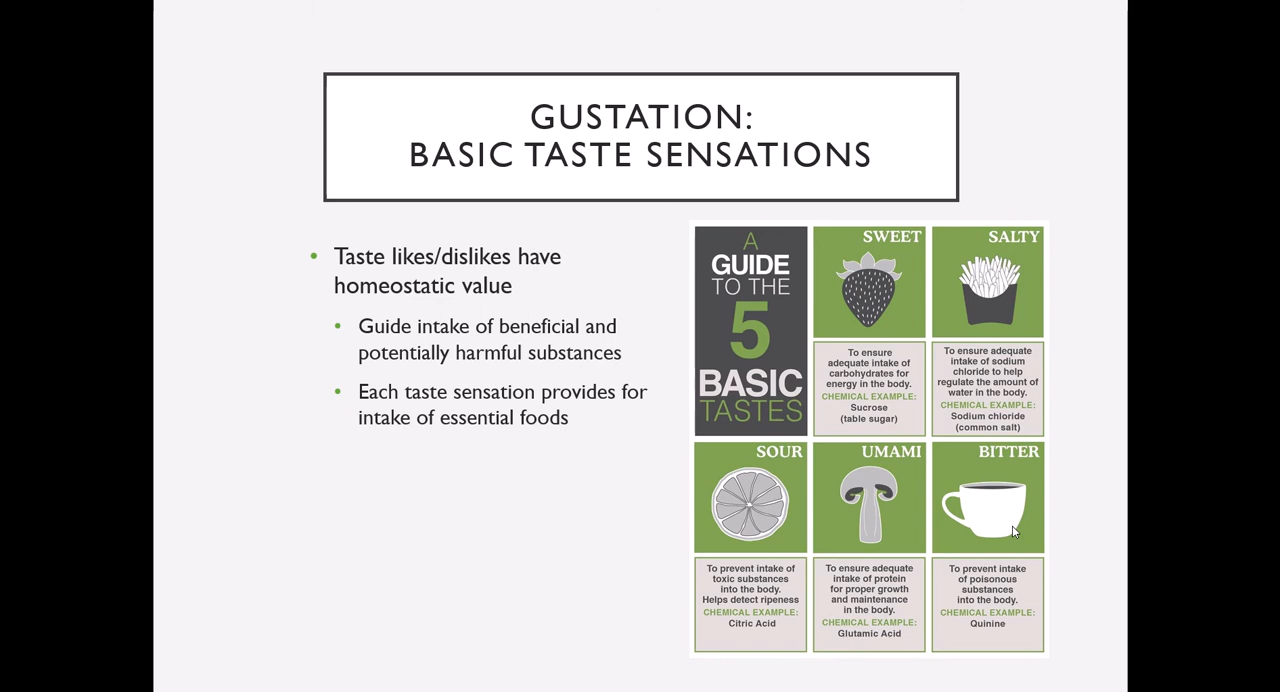 GUSTATION:
BASIC TASTE SENSATIONS
Taste likes/dislikes have
homeostatic value
Guide intake of beneficial and
potentially harmful substances
Each taste sensation provides for
intake of essential foods
A
GUIDE
TO THE
5
BASIC
TASTES
SWEET
To ensure
adequate intake of
carbohydrates for
energy in the body.
CHEMICAL EXAMPLE:
Sucrose
(table sugar)
SALTY
To ensure adequate
intake of sodium
chloride to help
regulate the amount of
water in the body.
CHEMICAL EXAMPLE:
Sodium chloride
(common salt)
SOUR
To prevent intake of
toxic substances
into the body.
Helps detect ripeness
CHEMICAL EXAMPLE:
Citric Acid
UMAMI
To ensure adequate
intake of protein
for proper growth
and maintenance
in the body.
CHEMICAL EXAMPLE:
Glutamic Acid
BITTER
To prevent intake
of poisonous
substances
into the body.
CHEMICAL EXAMPLE:
Quinine